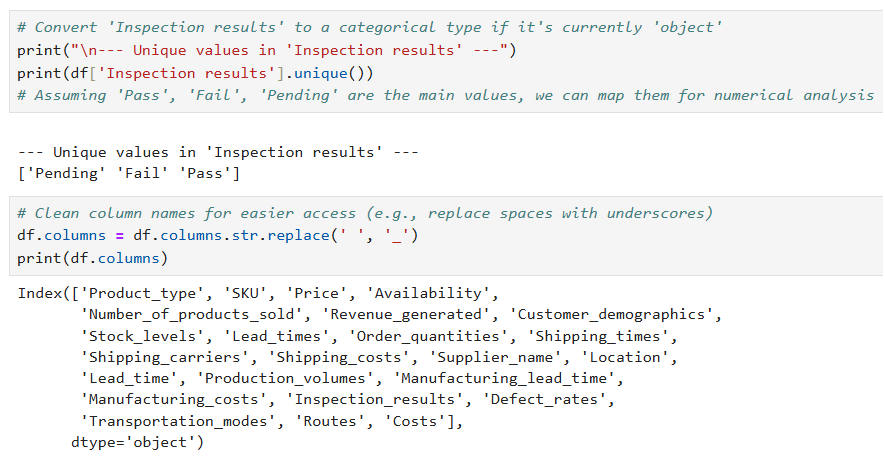 # Convert 'Inspection results' to a categorical type if it's currently 'object'
print("\n--- Unique values in 'Inspection results' ---")
print(df['Inspection results'].unique())
# Assuming 'Pass', 'Fail', 'Pending' are the main values, we can map them for numerical analysis
--- Unique values in 'Inspection results' ---
['Pending' 'Fail' 'Pass']
# Clean column names for easier access (e.g., replace spaces with underscores)
df.columns = df.columns.str.replace(' ', '_')
print(df.columns)
Index(['Product_type', 'SKU', 'Price', 'Availability',
'Number_of_products_sold', 'Revenue_generated', 'Customer_demographics',
'Stock_levels', 'Lead_times', 'Order_quantities', 'Shipping_times',
'Shipping_carriers', 'Shipping_costs', 'Supplier_name', 'Location',
'Lead_time', 'Production_volumes', 'Manufacturing_lead_time',
'Manufacturing_costs', 'Inspection_results', 'Defect_rates',
'Transportation_modes', 'Routes', 'Costs'],
dtype='object')